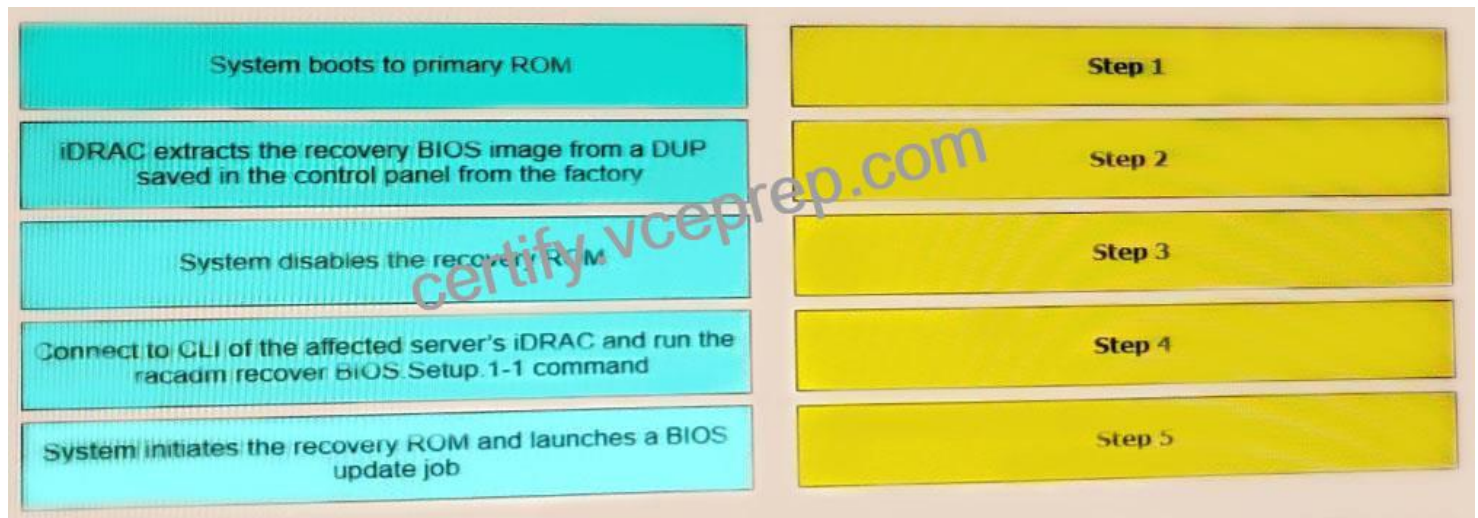 System boots to primary ROM
Step 1
iDRAC extracts the recovery BIOS image from a DUP
saved in the control panel from the factory
Step 2
System disables the recovery ROM
Step 3
Connect to CLI of the affected server's iDRAC and run the
racadm recover BIOS.Setup.1-1 command
Step 4
System initiates the recovery ROM and launches a BIOS
update job
Step 5
certify.vceprep.com